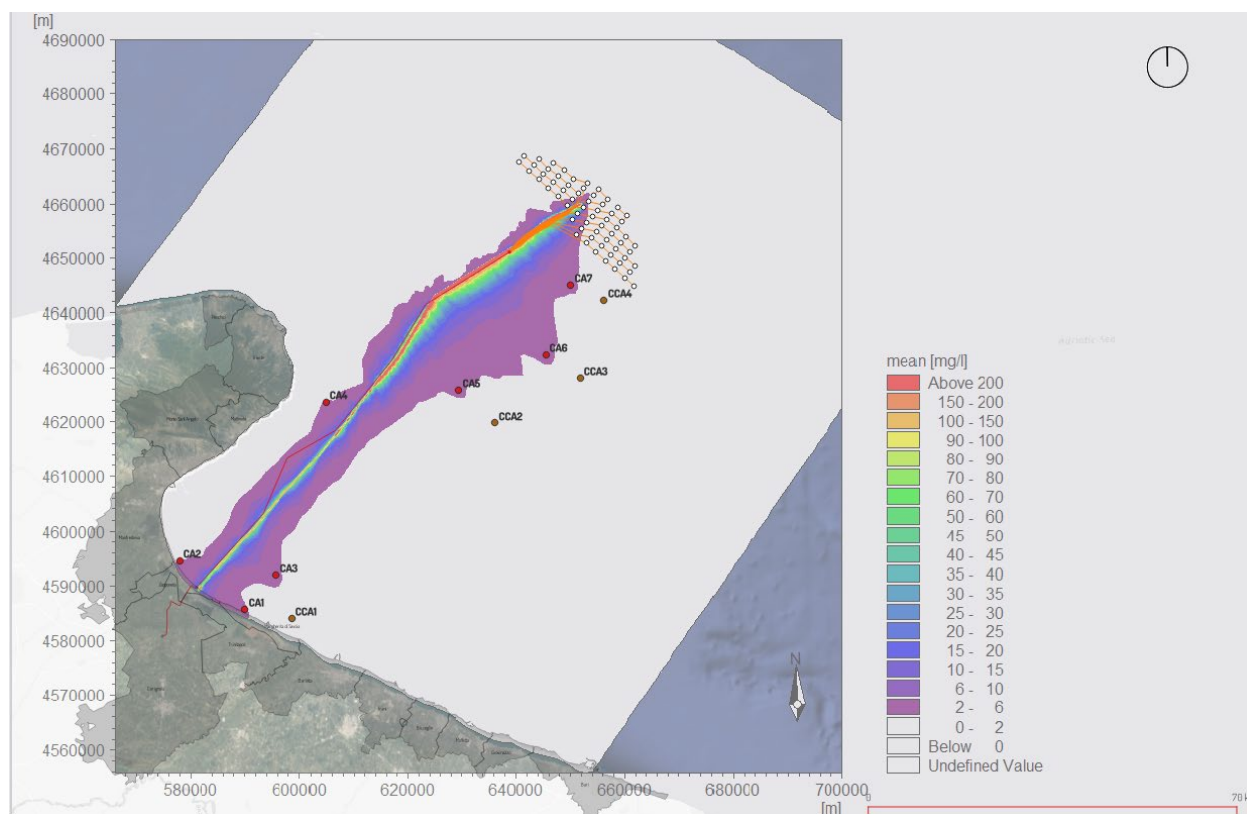 [m]
4690000
4680000
4670000
4660000
4650000
4640000
4630000
4620000
4610000
4600000
4590000
4580000
4570000
4560000
580000 600000 620000 640000 660000 680000 700000
[m]
CA7
CCA4
CA6
CCA3
CA5
CA4
CCA2
CA2
CA3
CA1
CCA1
N
mean [mg/l]
Above 200
150 - 200
100 - 150
90 - 100
80 - 90
70 - 80
60 - 70
50 - 60
45 - 50
40 - 45
35 - 40
30 - 35
25 - 30
20 - 25
15 - 20
10 - 15
6 - 10
2 - 6
0 - 2
Below 0
Undefined Value
0
70